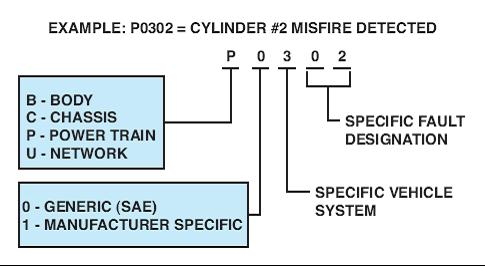 EXAMPLE: P0302 = CYLINDER #2 MISFIRE DETECTED
P 0 3 0 2
B - BODY
C - CHASSIS
P - POWER TRAIN
U - NETWORK
SPECIFIC FAULT
DESIGNATION
0 - GENERIC (SAE)
1 - MANUFACTURER SPECIFIC
SPECIFIC VEHICLE
SYSTEM